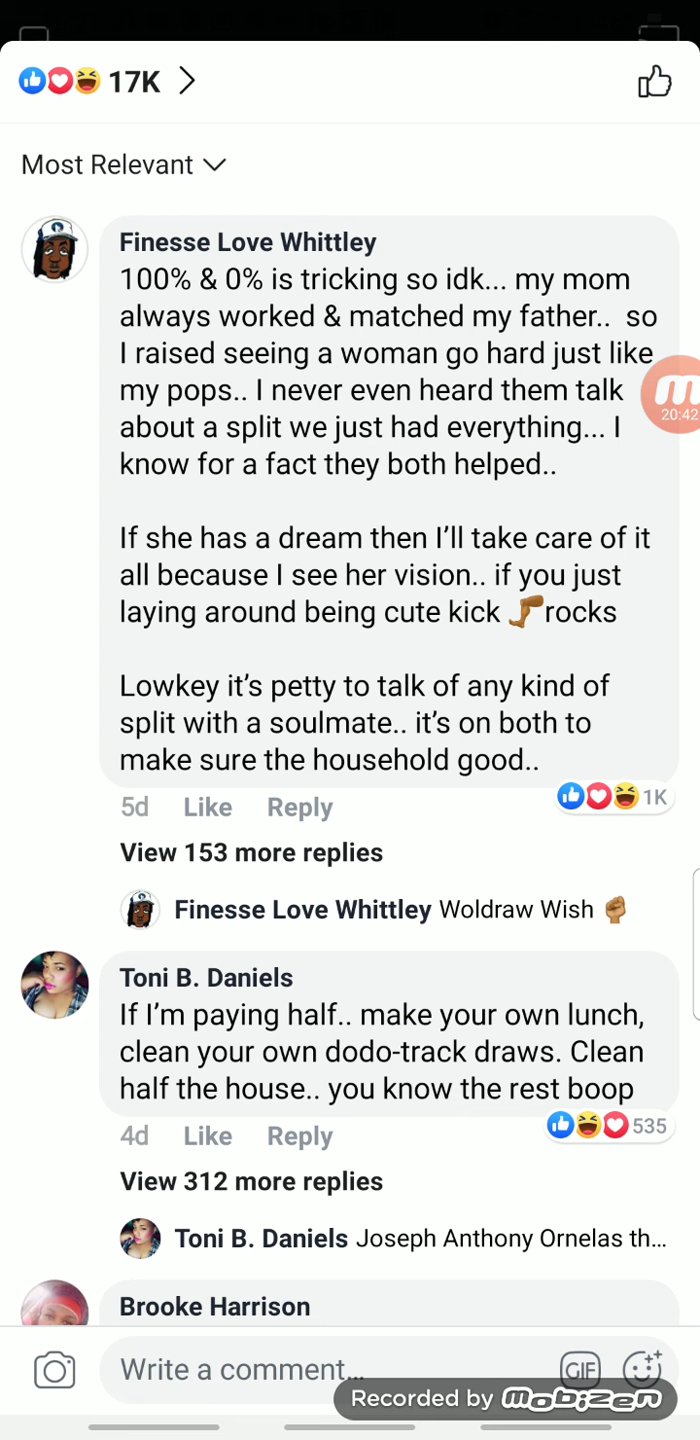 17K
Most Relevant
Finesse Love Whittley
100% & 0% is tricking so idk... my mom
always worked & matched my father.. so
I raised seeing a woman go hard just like
my pops.. I never even heard them talk
about a split we just had everything... I
know for a fact they both helped..
If she has a dream then I'll take care of it
all because I see her vision.. if you just
laying around being cute kick 🦵🏾rocks
Lowkey it's petty to talk of any kind of
split with a soulmate.. it's on both to
make sure the household good..
20:42
5d Like Reply
1K
View 153 more replies
Finesse Love Whittley Woldraw Wish ✊🏾
Toni B. Daniels
If I'm paying half.. make your own lunch,
clean your own dodo-track draws. Clean
half the house.. you know the rest boop
4d Like Reply
535
View 312 more replies
Toni B. Daniels Joseph Anthony Ornelas th...
Brooke Harrison
Write a comment...
GIF
Recorded by Mobizen